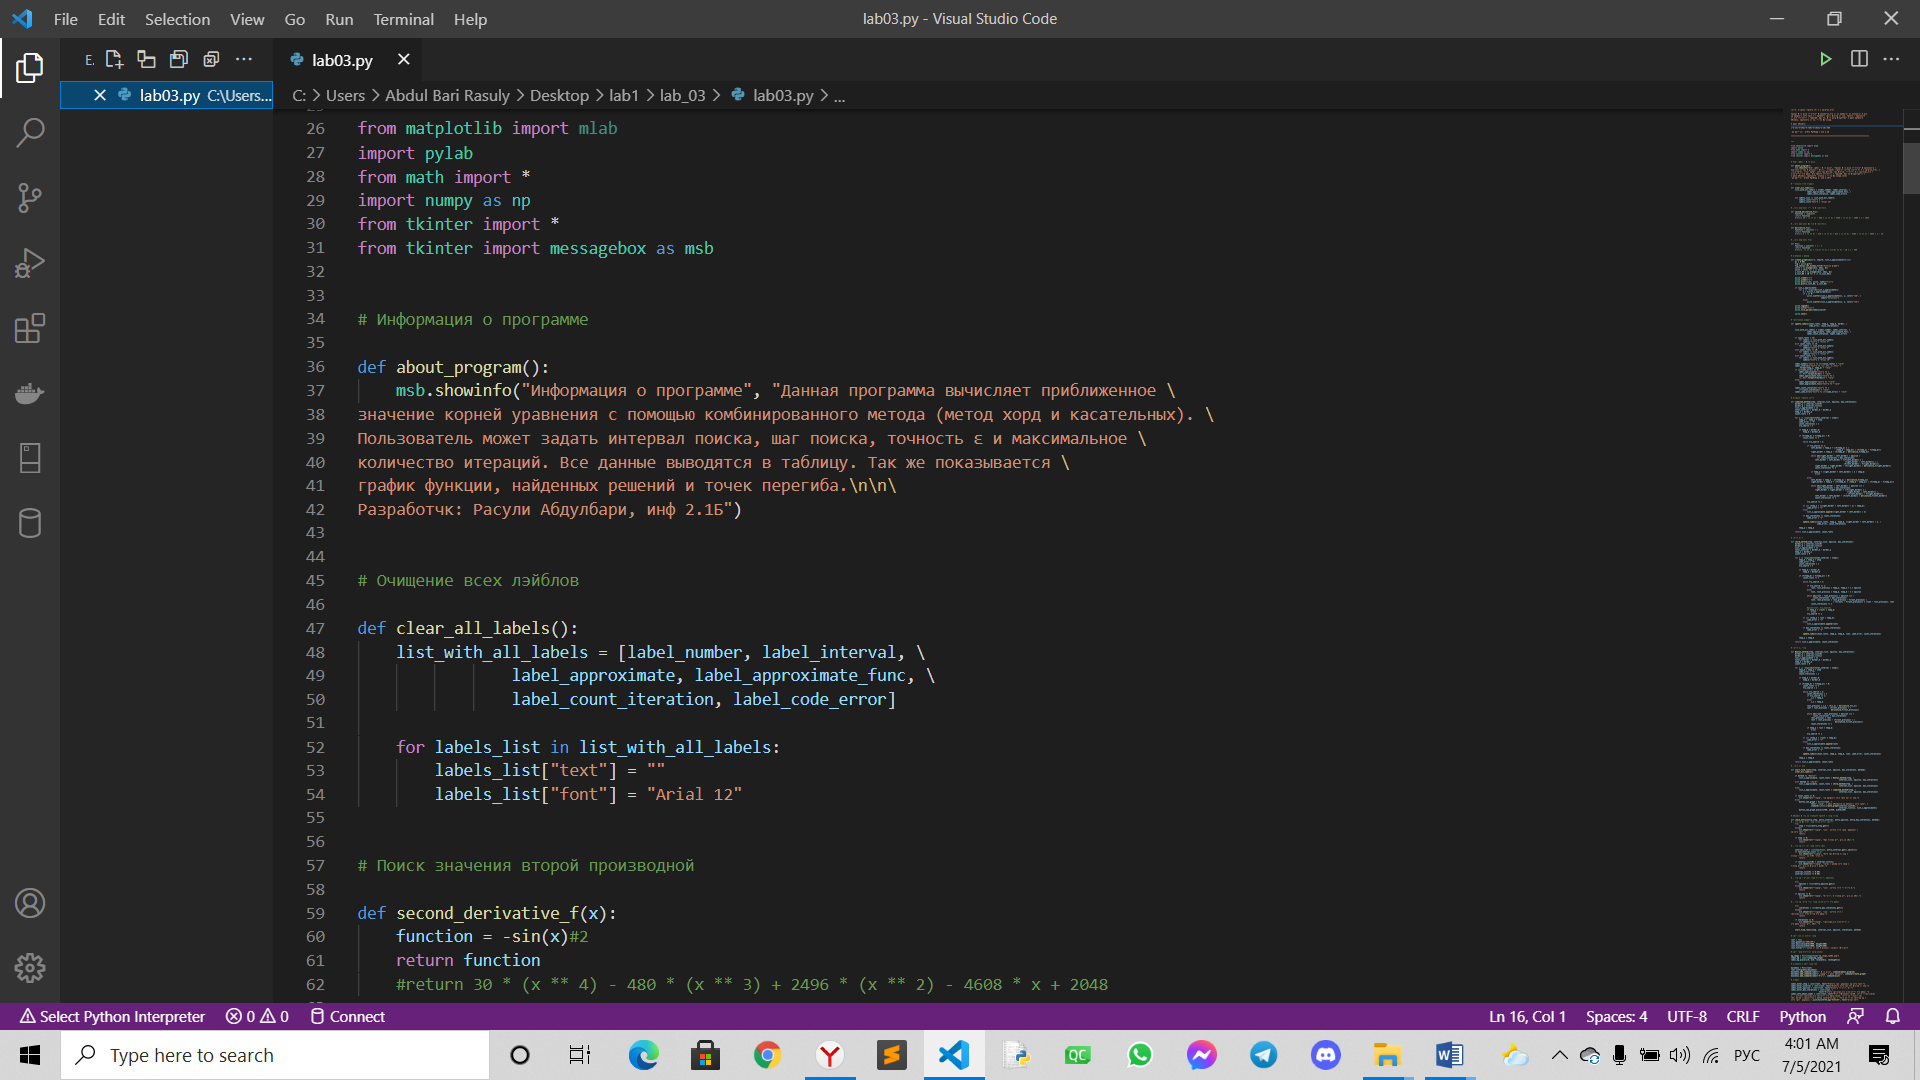 File Edit Selection View Go Run Terminal Help
lab03.py - Visual Studio Code
E.
lab03.py C:\Users...
lab03.py
C: > Users > Abdul Bari Rasuly > Desktop > lab1 > lab_03 > lab03.py > ...
26 from matplotlib import mlab
27 import pylab
28 from math import *
29 import numpy as np
30 from tkinter import *
31 from tkinter import messagebox as msb
32
33
34 # Информация о программе
35
36 def about_program():
37 msb.showinfo("Информация о программе", "Данная программа вычисляет приближенное \
38 значение корней уравнения с помощью комбинированного метода (метод хорд и касательных). \
39 Пользователь может задать интервал поиска, шаг поиска, точность ε и максимальное \
40 количество итераций. Все данные выводятся в таблицу. Так же показывается \
41 график функции, найденных решений и точек перегиба.\n\n\
42 Разработчк: Расули Абдулбари, инф 2.1Б")
43
44
45 # Очищение всех лэйблов
46
47 def clear_all_labels():
48 list_with_all_labels = [label_number, label_interval, \
49 label_approximate, label_approximate_func, \
50 label_count_iteration, label_code_error]
51
52 for labels_list in list_with_all_labels:
53 labels_list["text"] = ""
54 labels_list["font"] = "Arial 12"
55
56
57 # Поиск значения второй производной
58
59 def second_derivative_f(x):
60 function = -sin(x)#2
61 return function
62 #return 30 * (x ** 4) - 480 * (x ** 3) + 2496 * (x ** 2) - 4608 * x + 2048
Select Python Interpreter 0 0 Connect
Ln 16, Col 1 Spaces: 4 UTF-8 CRLF Python
Type here to search
QC
РУС
4:01 AM
7/5/2021